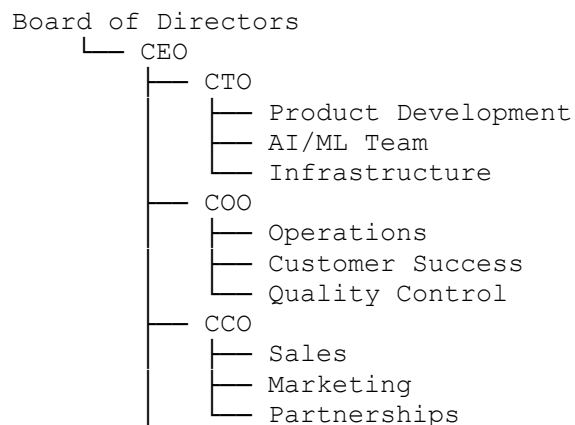 Board of Directors
└── CEO
├── CTO
│ ├── Product Development
│ ├── AI/ML Team
│ └── Infrastructure
├── COO
│ ├── Operations
│ ├── Customer Success
│ └── Quality Control
├── CCO
│ ├── Sales
│ ├── Marketing
│ └── Partnerships